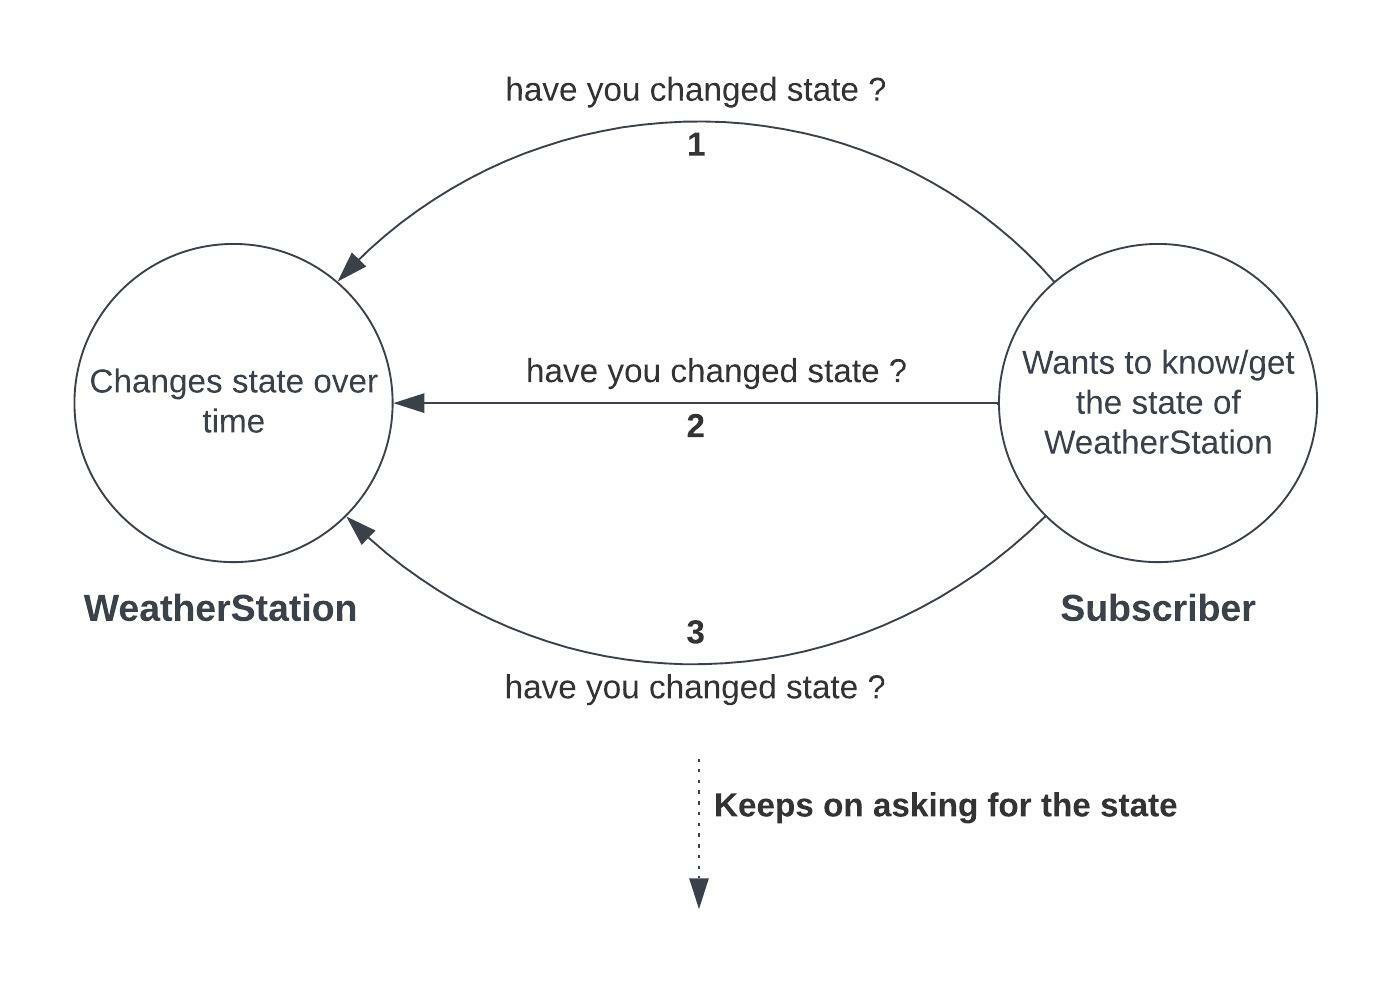 have you changed state ?
1
Changes state over
time
have you changed state ?
2
Wants to know/get
the state of
WeatherStation
WeatherStation
Subscriber
3
have you changed state ?
Keeps on asking for the state